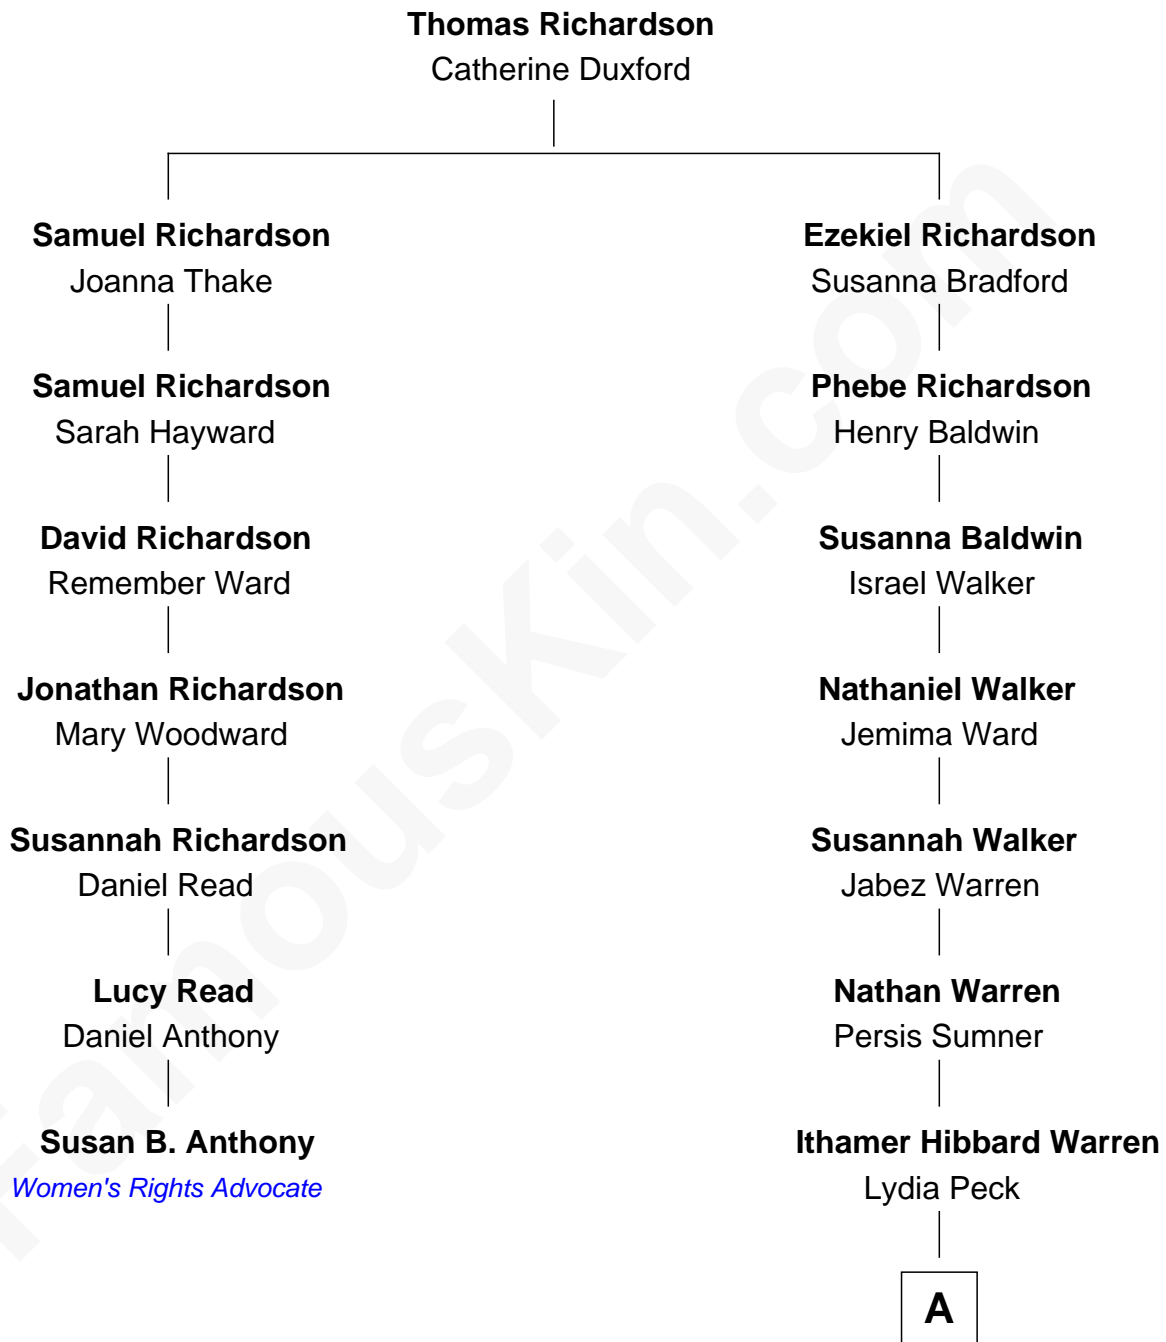 Thomas Richardson
Catherine Duxford
Samuel Richardson
Joanna Thake
Ezekiel Richardson
Susanna Bradford
Samuel Richardson
Sarah Hayward
Phebe Richardson
Henry Baldwin
David Richardson
Remember Ward
Susanna Baldwin
Israel Walker
Jonathan Richardson
Mary Woodward
Nathaniel Walker
Jemima Ward
Susannah Richardson
Daniel Read
Susannah Walker
Jabez Warren
Lucy Read
Daniel Anthony
Nathan Warren
Persis Sumner
Susan B. Anthony
Women's Rights Advocate
Ithamer Hibbard Warren
Lydia Peck
A
FamousKin.com